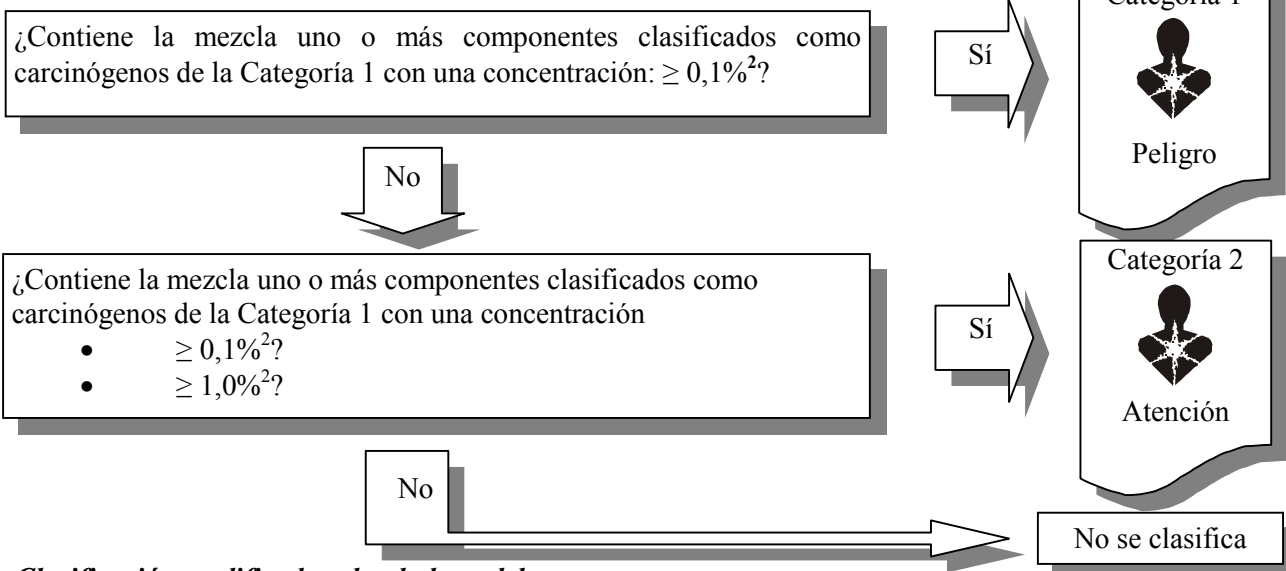 Categoría 1
¿Contiene la mezcla uno o más componentes clasificados como
carcinógenos de la Categoría 1 con una concentración: ≥ 0,1%²?
Sí
Peligro
No
¿Contiene la mezcla uno o más componentes clasificados como
carcinógenos de la Categoría 1 con una concentración
• ≥ 0,1%²?
• ≥ 1,0%²?
Sí
Categoría 2
Atención
No
No se clasifica